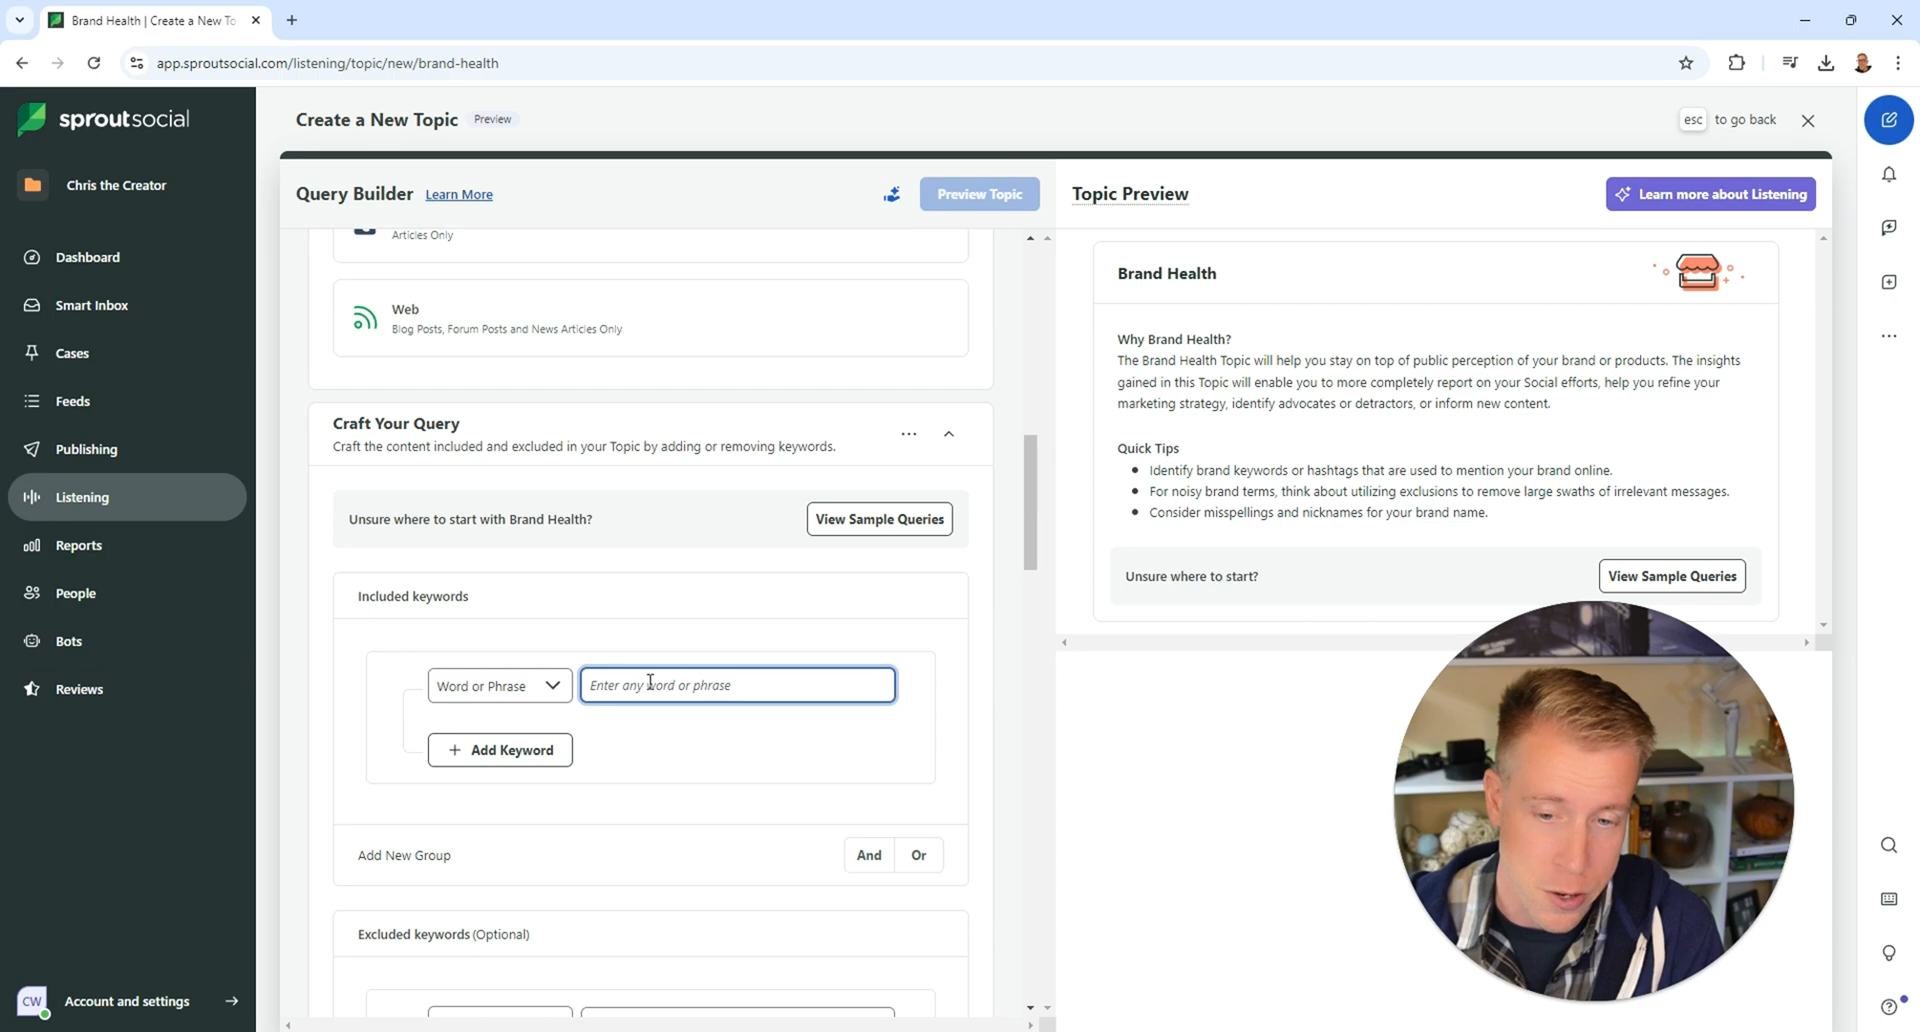 Brand Health | Create a New To
app.sproutsocial.com/listening/topic/new/brand-health
sproutsocial
Chris the Creator
Dashboard
Smart Inbox
Cases
Feeds
Publishing
Listening
Reports
People
Bots
Reviews
CW
Account and settings
Create a New Topic
Preview
esc to go back
Query Builder
Learn More
Preview Topic
Articles Only
Web
Blog Posts, Forum Posts and News Articles Only
Craft Your Query
Craft the content included and excluded in your Topic by adding or removing keywords.
Unsure where to start with Brand Health?
View Sample Queries
Included keywords
Word or Phrase
Enter any word or phrase
+ Add Keyword
Add New Group
And
Or
Excluded keywords (Optional)
Topic Preview
Learn more about Listening
Brand Health
Why Brand Health?
The Brand Health Topic will help you stay on top of public perception of your brand or products. The insights
gained in this Topic will enable you to more completely report on your Social efforts, help you refine your
marketing strategy, identify advocates or detractors, or inform new content.
Quick Tips
Identify brand keywords or hashtags that are used to mention your brand online.
For noisy brand terms, think about utilizing exclusions to remove large swaths of irrelevant messages.
Consider misspellings and nicknames for your brand name.
Unsure where to start?
View Sample Queries